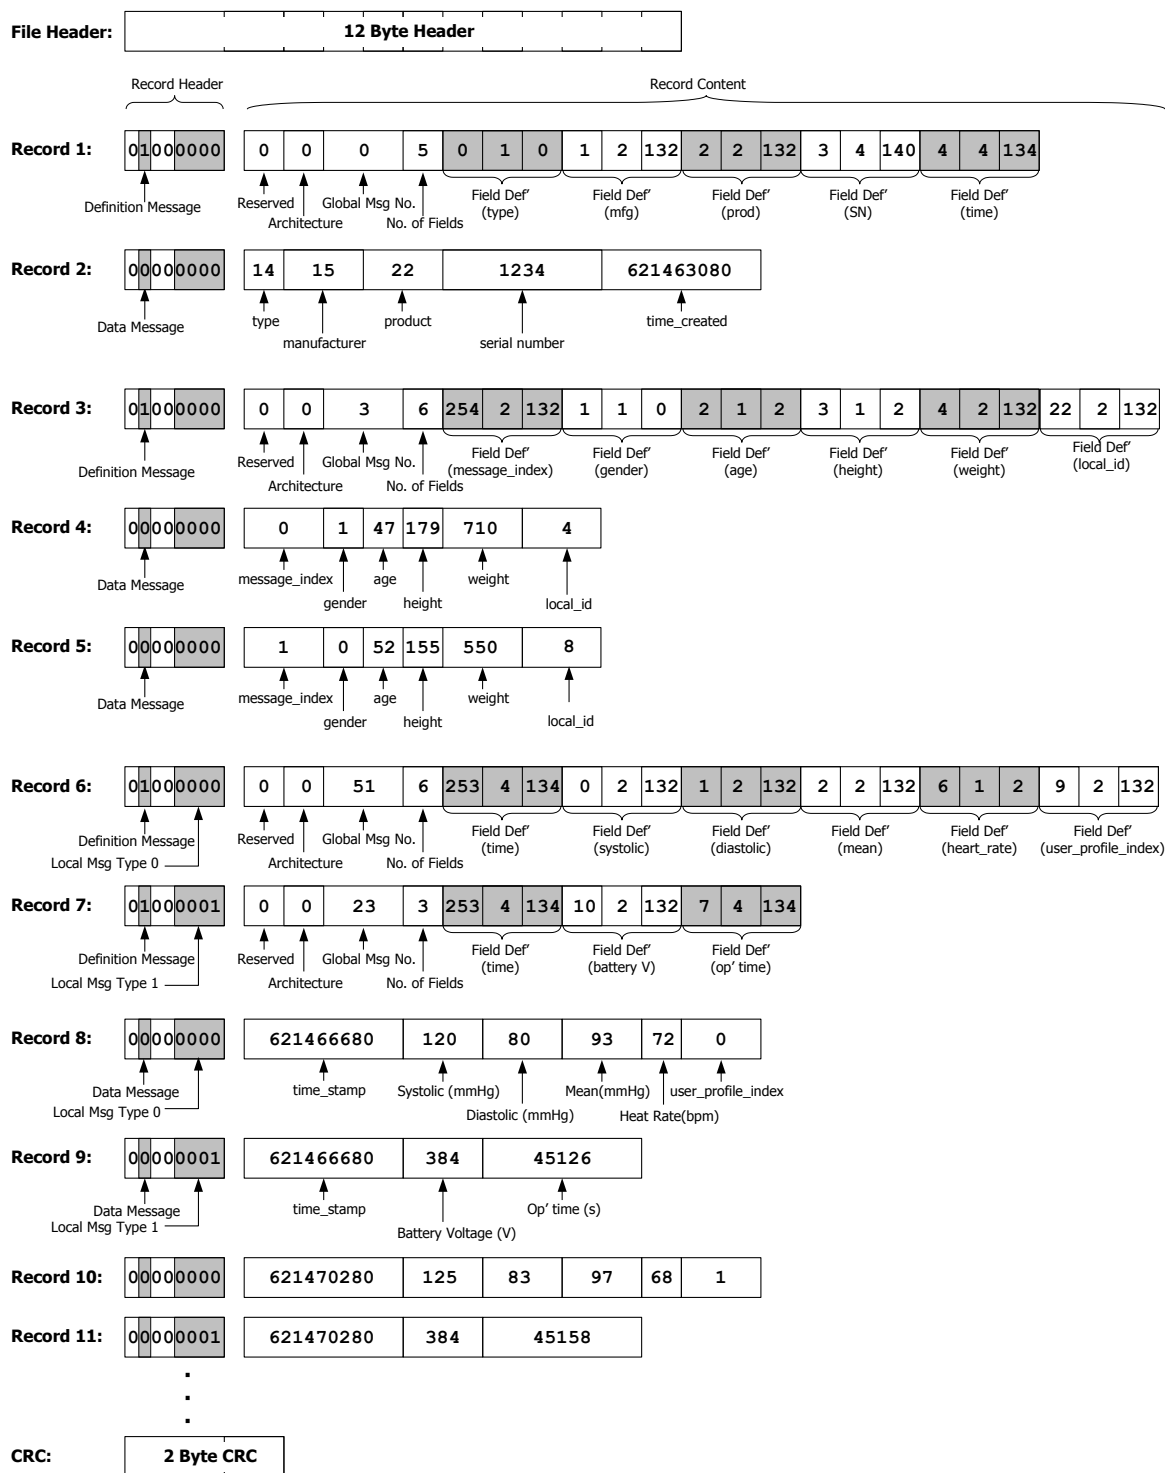 File Header: 12 Byte Header
Record Header Record Content
Record 1: 01000000 0 0 0 5 0 1 0 1 2 132 2 2 132 3 4 140 4 4 134
Definition Message Reserved Architecture Global Msg No. No. of Fields Field Def' (type) Field Def' (mfg) Field Def' (prod) Field Def' (SN) Field Def' (time)
Record 2: 00000000 14 15 22 1234 621463080
Data Message type manufacturer product serial number time_created
Record 3: 01000000 0 0 3 6 254 2 132 1 1 0 2 1 2 3 1 2 4 2 132 22 2 132
Definition Message Reserved Architecture Global Msg No. No. of Fields Field Def' (message_index) Field Def' (gender) Field Def' (age) Field Def' (height) Field Def' (weight) Field Def' (local_id)
Record 4: 00000000 0 1 47 179 710 4
Data Message message_index gender age height weight local_id
Record 5: 00000000 1 0 52 155 550 8
Data Message message_index gender age height weight local_id
Record 6: 01000000 0 0 51 6 253 4 134 0 2 132 1 2 132 2 2 132 6 1 2 9 2 132
Definition Message Reserved Architecture Global Msg No. No. of Fields Field Def' (time) Field Def' (systolic) Field Def' (diastolic) Field Def' (mean) Field Def' (heart_rate) Field Def' (user_profile_index)
Local Msg Type 0
Record 7: 01000001 0 0 23 3 253 4 134 10 2 132 7 4 134
Definition Message Reserved Architecture Global Msg No. No. of Fields Field Def' (time) Field Def' (battery V) Field Def' (op' time)
Local Msg Type 1
Record 8: 00000000 621466680 120 80 93 72 0
Data Message time_stamp Systolic (mmHg) Diastolic (mmHg) Mean(mmHg) Heat Rate(bpm) user_profile_index
Local Msg Type 0
Record 9: 00000001 621466680 384 45126
Data Message time_stamp Battery Voltage (V) Op' time (s)
Local Msg Type 1
Record 10: 00000000 621470280 125 83 97 68 1
Record 11: 00000001 621470280 384 45158
.
.
.
CRC: 2 Byte CRC